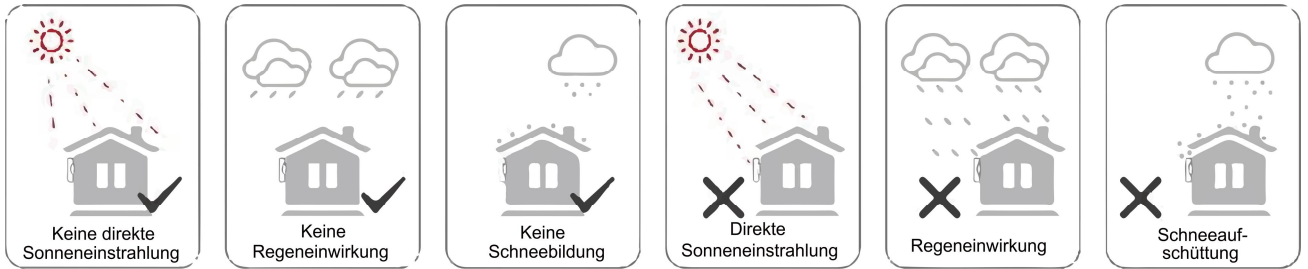 Keine direkte
Sonneneinstrahlung
Keine
Regeneinwirkung
Keine
Schneebildung
Direkte
Sonneneinstrahlung
Regeneinwirkung
Schneeauf-
schüttung